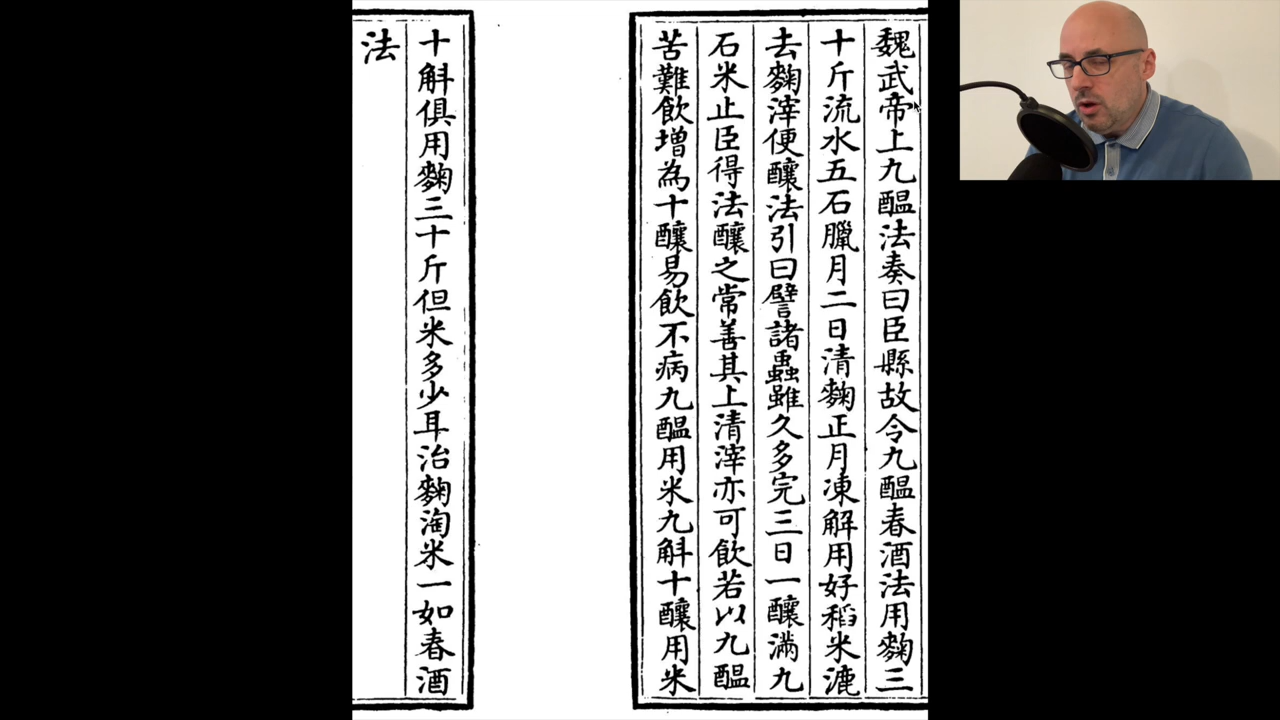 魏武帝上九醞法奏曰臣縣故令九醞春酒法用麴三
十斤流水五石臘月二日清麴正月凍解用好稻米漉
去麴滓便釀法引曰譬諸蟲雖久多完三日一釀滿九
石米止臣得法釀之常善其上清滓亦可飲若以九醞
苦難飲增為十釀易飲不病九醞用米九斛十釀用米
十斛俱用麴三十斤但米多少耳治麴淘米一如春酒
法